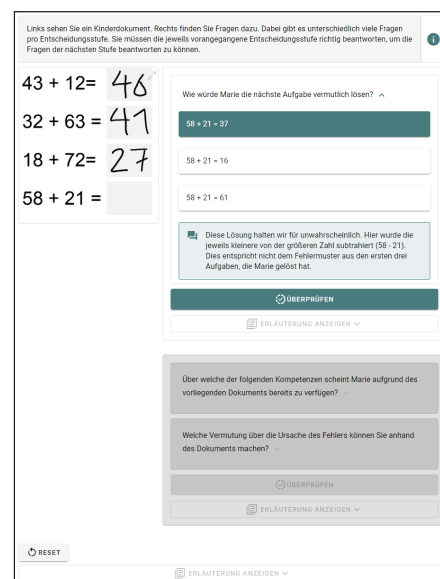 Links sehen Sie ein Kinderdokument. Rechts finden Sie Fragen dazu. Dabei gibt es unterschiedlich viele Fragen
pro Entscheidungsstufe. Sie müssen die jeweils vorangegangene Entscheidungsstufe richtig beantworten, um die
Fragen der nächsten Stufe beantworten zu können.
43 + 12= 46
32 + 63 = 41
18 + 72= 27
58 + 21 =
Wie würde Marie die nächste Aufgabe vermutlich lösen?
58 + 21 = 37
58 + 21 = 16
58 + 21 = 61
Diese Lösung halten wir für unwahrscheinlich. Hier wurde die
jeweils kleinere von der größeren Zahl subtrahiert (58 - 21).
Dies entspricht nicht dem Fehlermuster aus den ersten drei
Aufgaben, die Marie gelöst hat.
ÜBERPRÜFEN
ERLÄUTERUNG ANZEIGEN
Über welche der folgenden Kompetenzen scheint Marie aufgrund des
vorliegenden Dokuments bereits zu verfügen?
Welche Vermutung über die Ursache des Fehlers können Sie anhand
des Dokuments machen?
ÜBERPRÜFEN
ERLÄUTERUNG ANZEIGEN
RESET
ERLÄUTERUNG ANZEIGEN